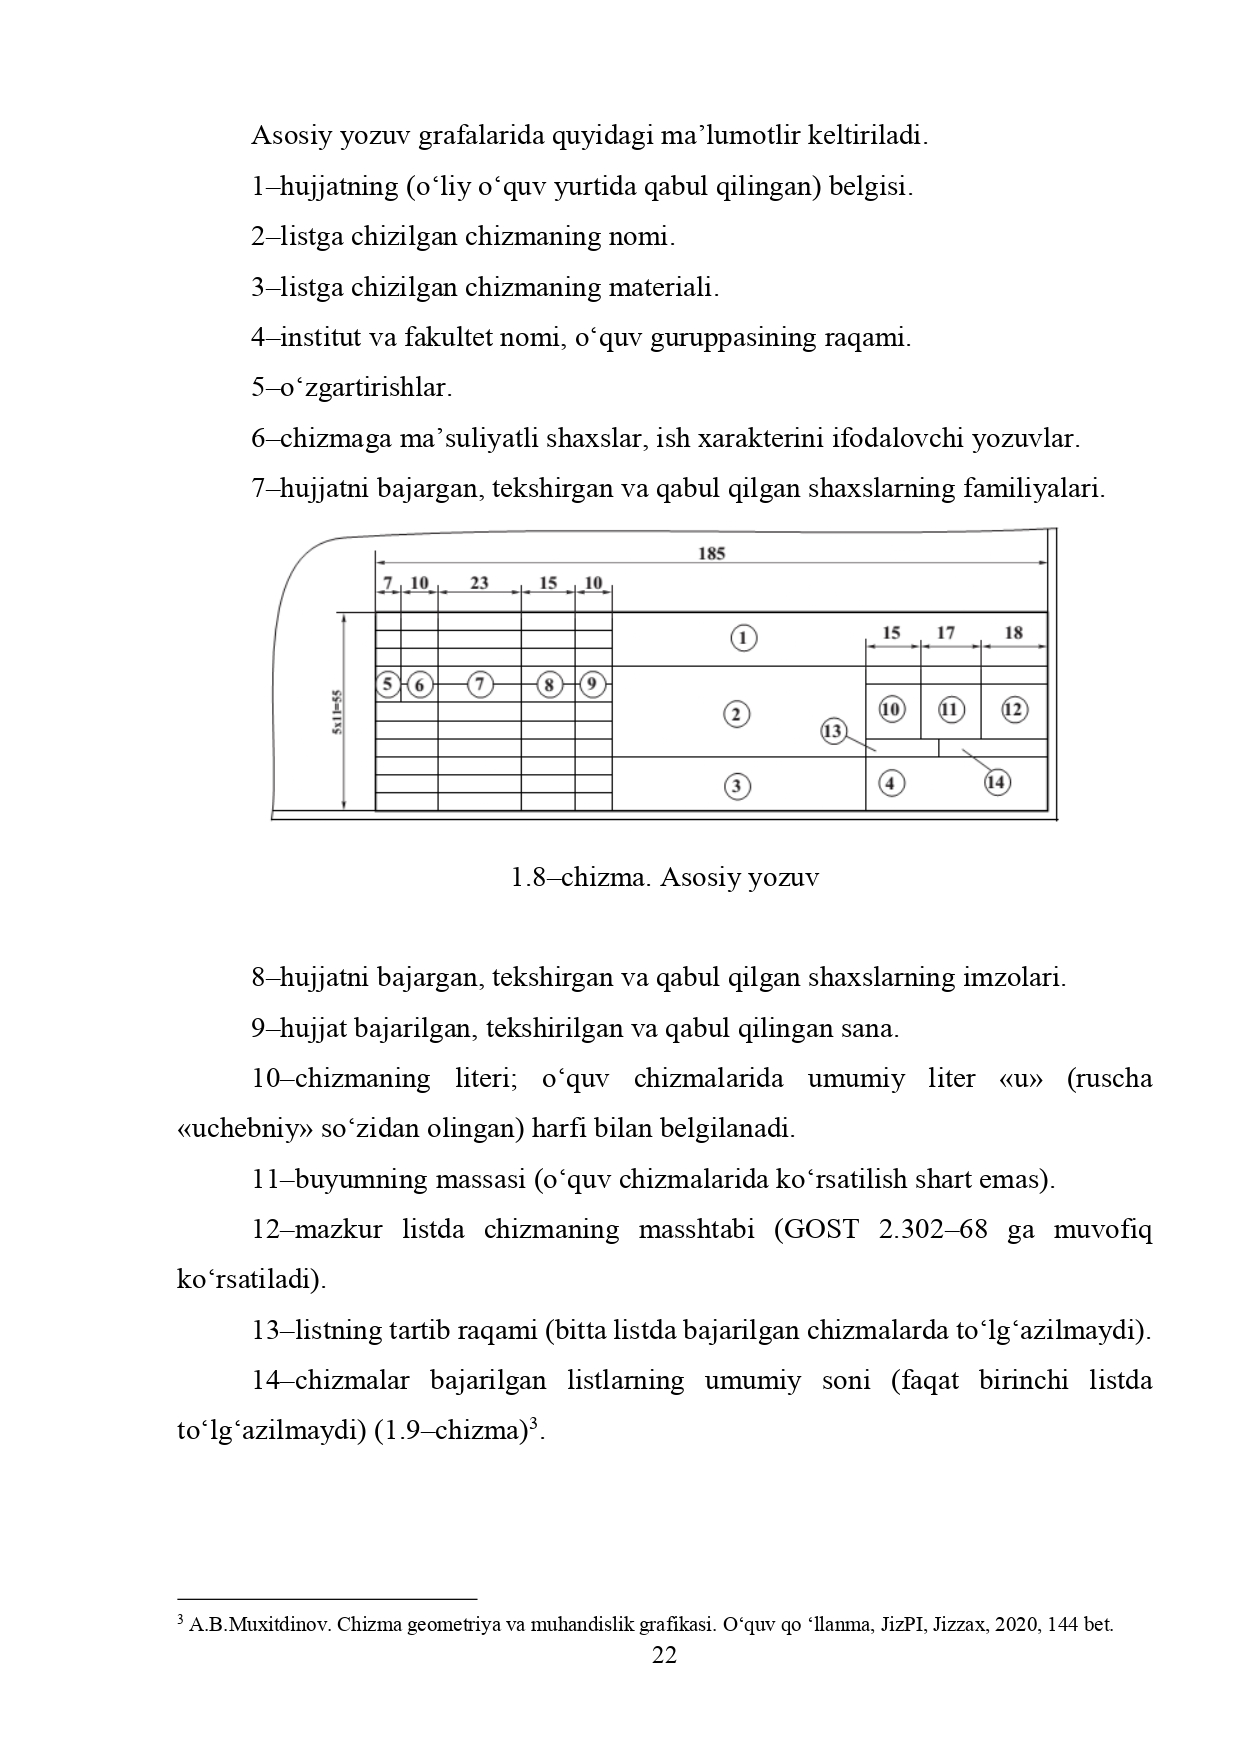 Asosiy yozuv grafalarida quyidagi ma’lumotlir keltiriladi.
1–hujjatning (o‘liy o‘quv yurtida qabul qilingan) belgisi.
2–listga chizilgan chizmaning nomi.
3–listga chizilgan chizmaning materiali.
4–institut va fakultet nomi, o‘quv guruppasining raqami.
5–o‘zgartirishlar.
6–chizmaga ma’suliyatli shaxslar, ish xarakterini ifodalovchi yozuvlar.
7–hujjatni bajargan, tekshirgan va qabul qilgan shaxslarning familiyalari.
185
7 10 23 15 10
1 15 17 18
5 6 7 8 9
5x11=55
2 13 10 11 12
3 4 14
1.8–chizma. Asosiy yozuv
8–hujjatni bajargan, tekshirgan va qabul qilgan shaxslarning imzolari.
9–hujjat bajarilgan, tekshirilgan va qabul qilingan sana.
10–chizmaning literi; o‘quv chizmalarida umumiy liter «u» (ruscha
«uchebniy» so‘zidan olingan) harfi bilan belgilanadi.
11–buyumning massasi (o‘quv chizmalarida ko‘rsatilish shart emas).
12–mazkur listda chizmaning masshtabi (GOST 2.302–68 ga muvofiq
ko‘rsatiladi).
13–listning tartib raqami (bitta listda bajarilgan chizmalarda to‘lg‘azilmaydi).
14–chizmalar bajarilgan listlarning umumiy soni (faqat birinchi listda
to‘lg‘azilmaydi) (1.9–chizma)³.
³ A.B.Muxitdinov. Chizma geometriya va muhandislik grafikasi. O‘quv qo ‘llanma, JizPI, Jizzax, 2020, 144 bet.
22